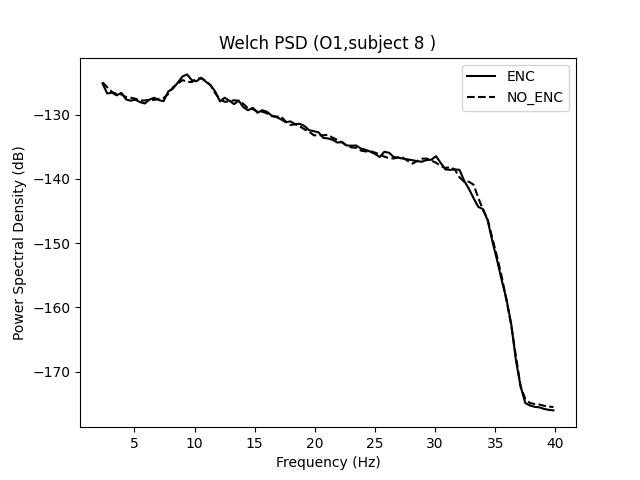 Welch PSD (O1,subject 8 )
ENC
NO_ENC
Power Spectral Density (dB)
−130
−140
−150
−160
−170
5 10 15 20 25 30 35 40
Frequency (Hz)